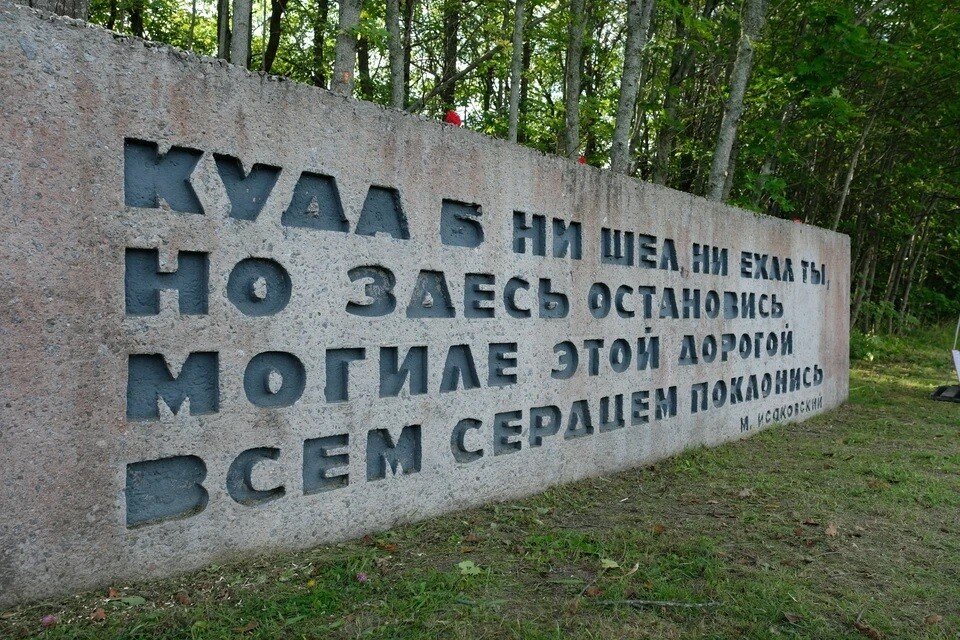 КУДА Б НИ ШЕЛ, НИ ЕХАЛ ТЫ,
НО ЗДЕСЬ ОСТАНОВИСЬ,
МОГИЛЕ ЭТОЙ ДОРОГОЙ
ВСЕМ СЕРДЦЕМ ПОКЛОНИСЬ
М. ИСАКОВСКИЙ